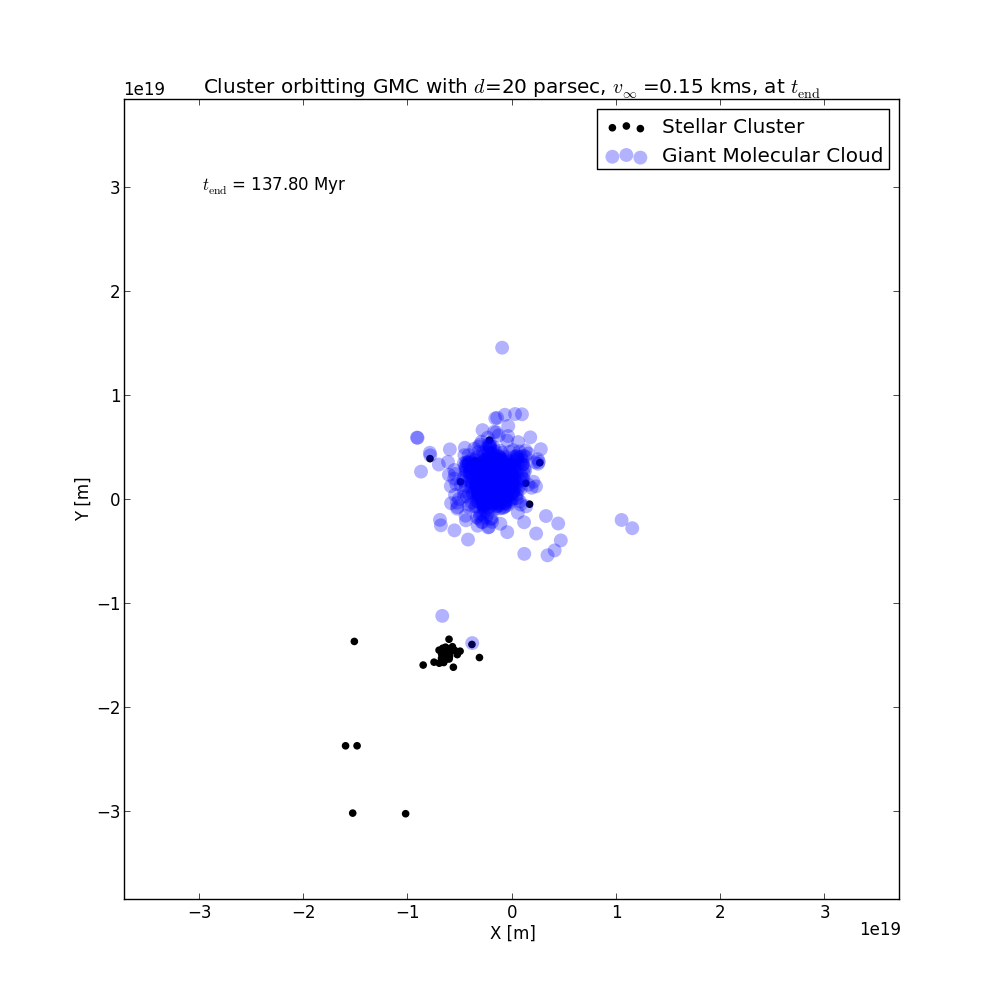 Cluster orbitting GMC with d=20 parsec, v∞ =0.15 kms, at t_end
1e19
Stellar Cluster
Giant Molecular Cloud
t_end = 137.80 Myr
3
2
1
0
−1
−2
−3
Y [m]
−3 −2 −1 0 1 2 3
X [m]
1e19